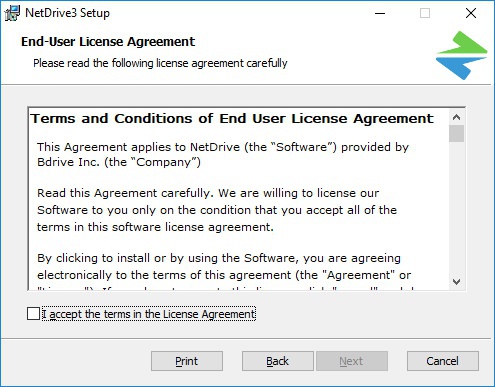 NetDrive3 Setup
End-User License Agreement
Please read the following license agreement carefully
Terms and Conditions of End User License Agreement
This Agreement applies to NetDrive (the “Software”) provided by
Bdrive Inc. (the “Company”)
Read this Agreement carefully. We are willing to license our
Software to you only on the condition that you accept all of the
terms in this software license agreement.
By clicking to install or by using the Software, you are agreeing
electronically to the terms of this agreement (the "Agreement" or
I accept the terms in the License Agreement
Print
Back
Next
Cancel